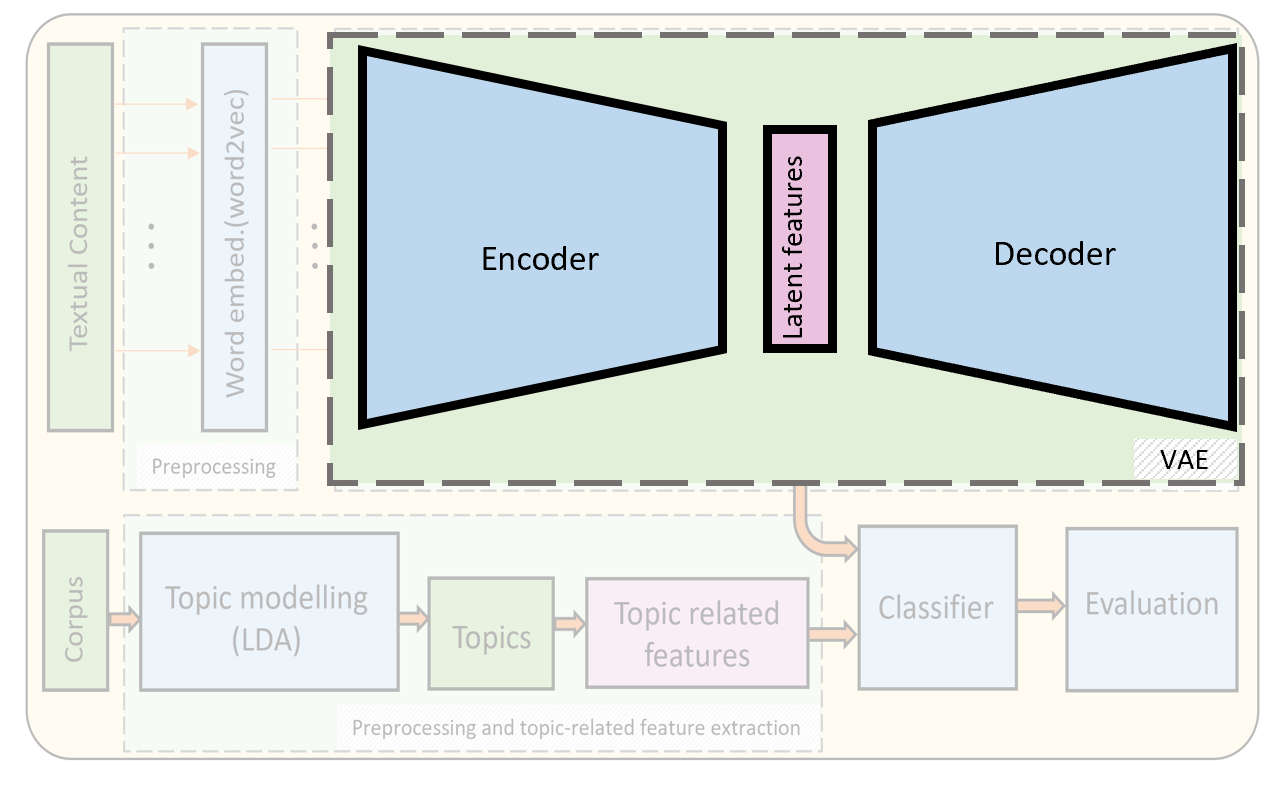 Textual Content
Word embed.(word2vec)
Preprocessing
Encoder
Latent features
Decoder
VAE
Corpus
Topic modelling
(LDA)
Topics
Topic related
features
Classifier
Evaluation
Preprocessing and topic-related feature extraction